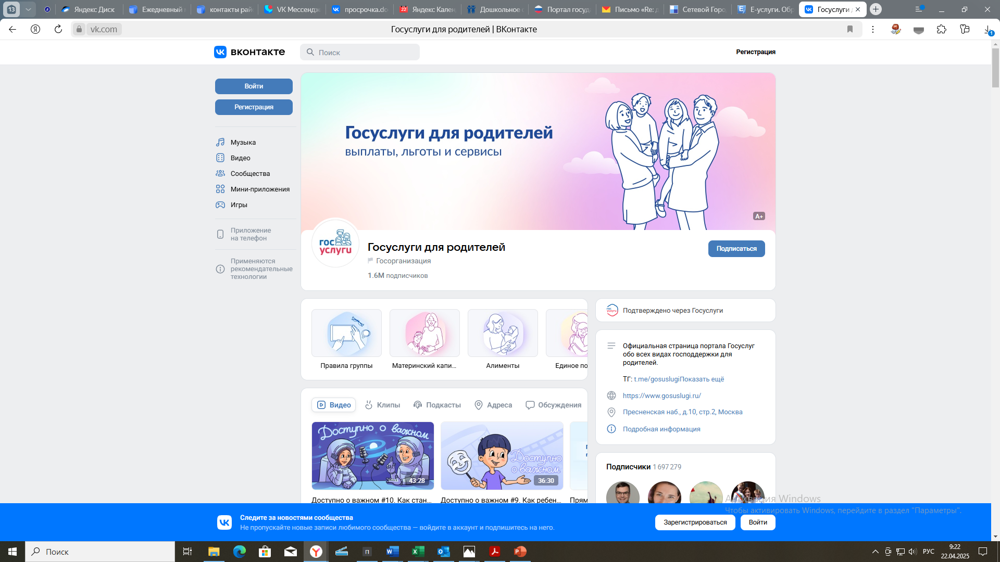 13
Яндекс Диск
Ежедневный
контакты рай
VK Мессендж
просрочка.do
22
Яндекс Кален
Дошкольное
Портал госуд
Письмо «Re: д
Сетевой Горо
Е-услуги. Обр
Госуслуги
vk.com
Госуслуги для родителей | ВКонтакте
1
вконтакте
Поиск
Регистрация
Войти
Регистрация
Музыка
Видео
Сообщества
Мини-приложения
Игры
Приложение
на телефон
Применяются
рекомендательные
технологии
Госуслуги для родителей
выплаты, льготы и сервисы
A+
гос
услуги
Госуслуги для родителей
Госорганизация
1.6M подписчиков
Подписаться
Правила группы
Материнский капи...
Алименты
Единое по
Видео
Клипы
Подкасты
Адреса
Обсуждения
Доступно о важном
43:28
Доступно
о важном
36:30
Доступно о важном #10. Как стан...
Доступно о важном #9. Как ребен...
Прям
гос
услуги
Подтверждено через Госуслуги
Официальная страница портала Госуслуг
обо всех видах господдержки для
родителей.
ТГ: t.me/gosuslugiПоказать ещё
https://www.gosuslugi.ru/
Пресненская наб., д.10, стр.2, Москва
Подробная информация
Подписчики 1 697 279
Активация Windows
Чтобы активировать Windows, перейдите в раздел "Параметры".
Следите за новостями сообщества
Не пропускайте новые записи любимого сообщества — войдите в аккаунт и подпишитесь на него.
Зарегистрироваться
Войти
Поиск
РУС
9:22
22.04.2025